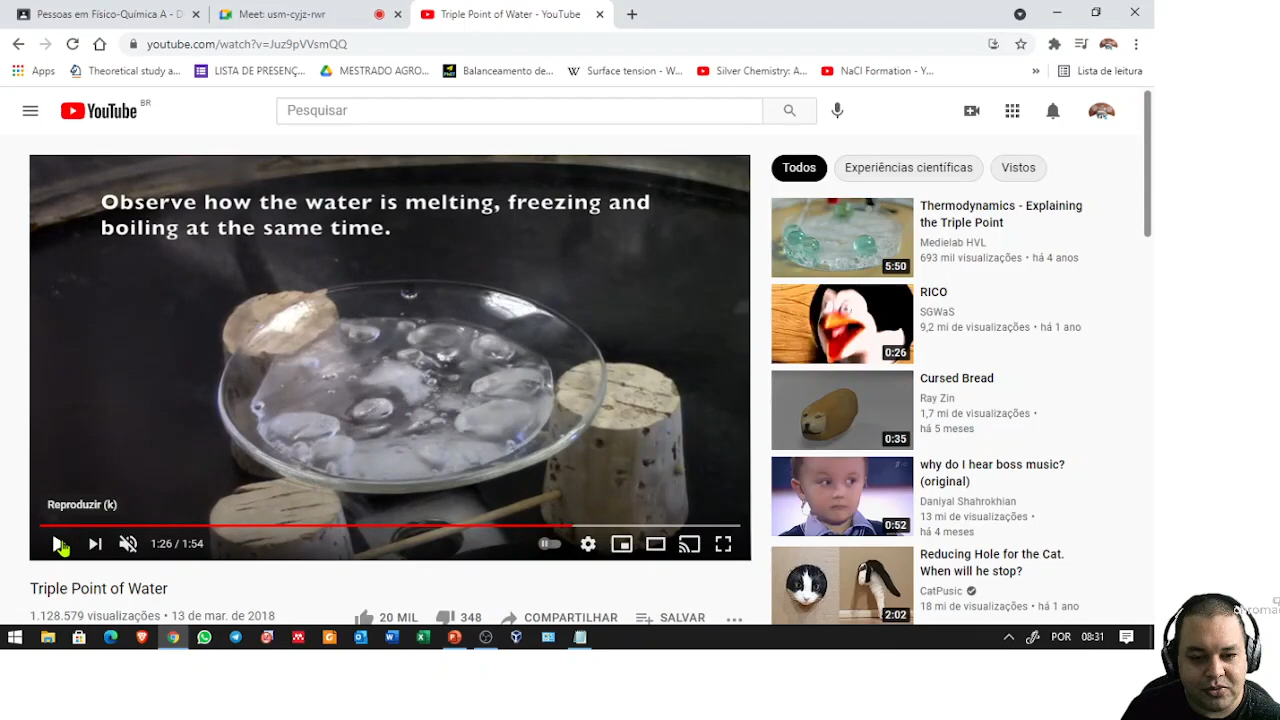 Pessoas em Físico-Química A - D
Meet: usm-cyjz-rwr
Triple Point of Water - YouTube
youtube.com/watch?v=Juz9pVVsmQQ
Apps
Theoretical study a...
LISTA DE PRESENÇ...
MESTRADO AGRO...
Balanceamento de...
Surface tension - W...
Silver Chemistry: A...
NaCl Formation - Y...
»
Lista de leitura
YouTube BR
Pesquisar
Observe how the water is melting, freezing and
boiling at the same time.
Reproduzir (k)
1:26 / 1:54
Triple Point of Water
1.128.579 visualizações • 13 de mar. de 2018
20 MIL
348
COMPARTILHAR
SALVAR
Todos
Experiências científicas
Vistos
Thermodynamics - Explaining
the Triple Point
Medielab HVL
693 mil visualizações • há 4 anos
5:50
RICO
SGWaS
9,2 mi de visualizações • há 1 ano
0:26
Cursed Bread
Ray Zin
1,7 mi de visualizações •
há 5 meses
0:35
why do I hear boss music?
(original)
Daniyal Shahrokhian
13 mi de visualizações •
há 4 meses
0:52
Reducing Hole for the Cat.
When will he stop?
CatPusic
18 mi de visualizações • há 1 ano
2:02
POR
08:31